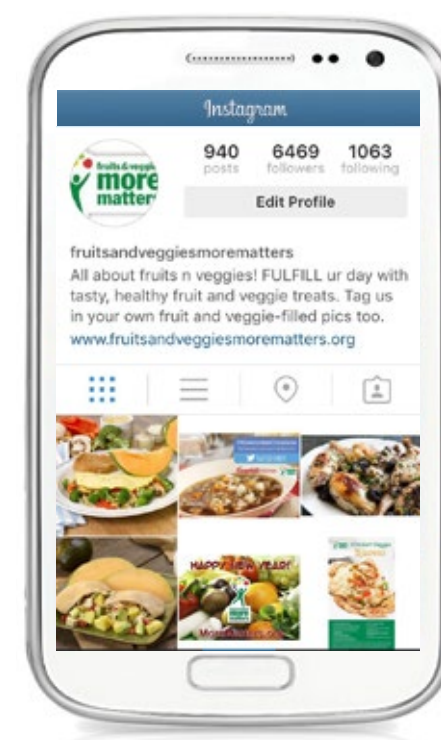 Instagram
fruits & veggies
more
matter
940 6469 1063
posts followers following
Edit Profile
fruitsandveggiesmorematters
All about fruits n veggies! FULFILL ur day with
tasty, healthy fruit and veggie treats. Tag us
in your own fruit and veggie-filled pics too.
www.fruitsandveggiesmorematters.org
HAPPY NEW YEAR!